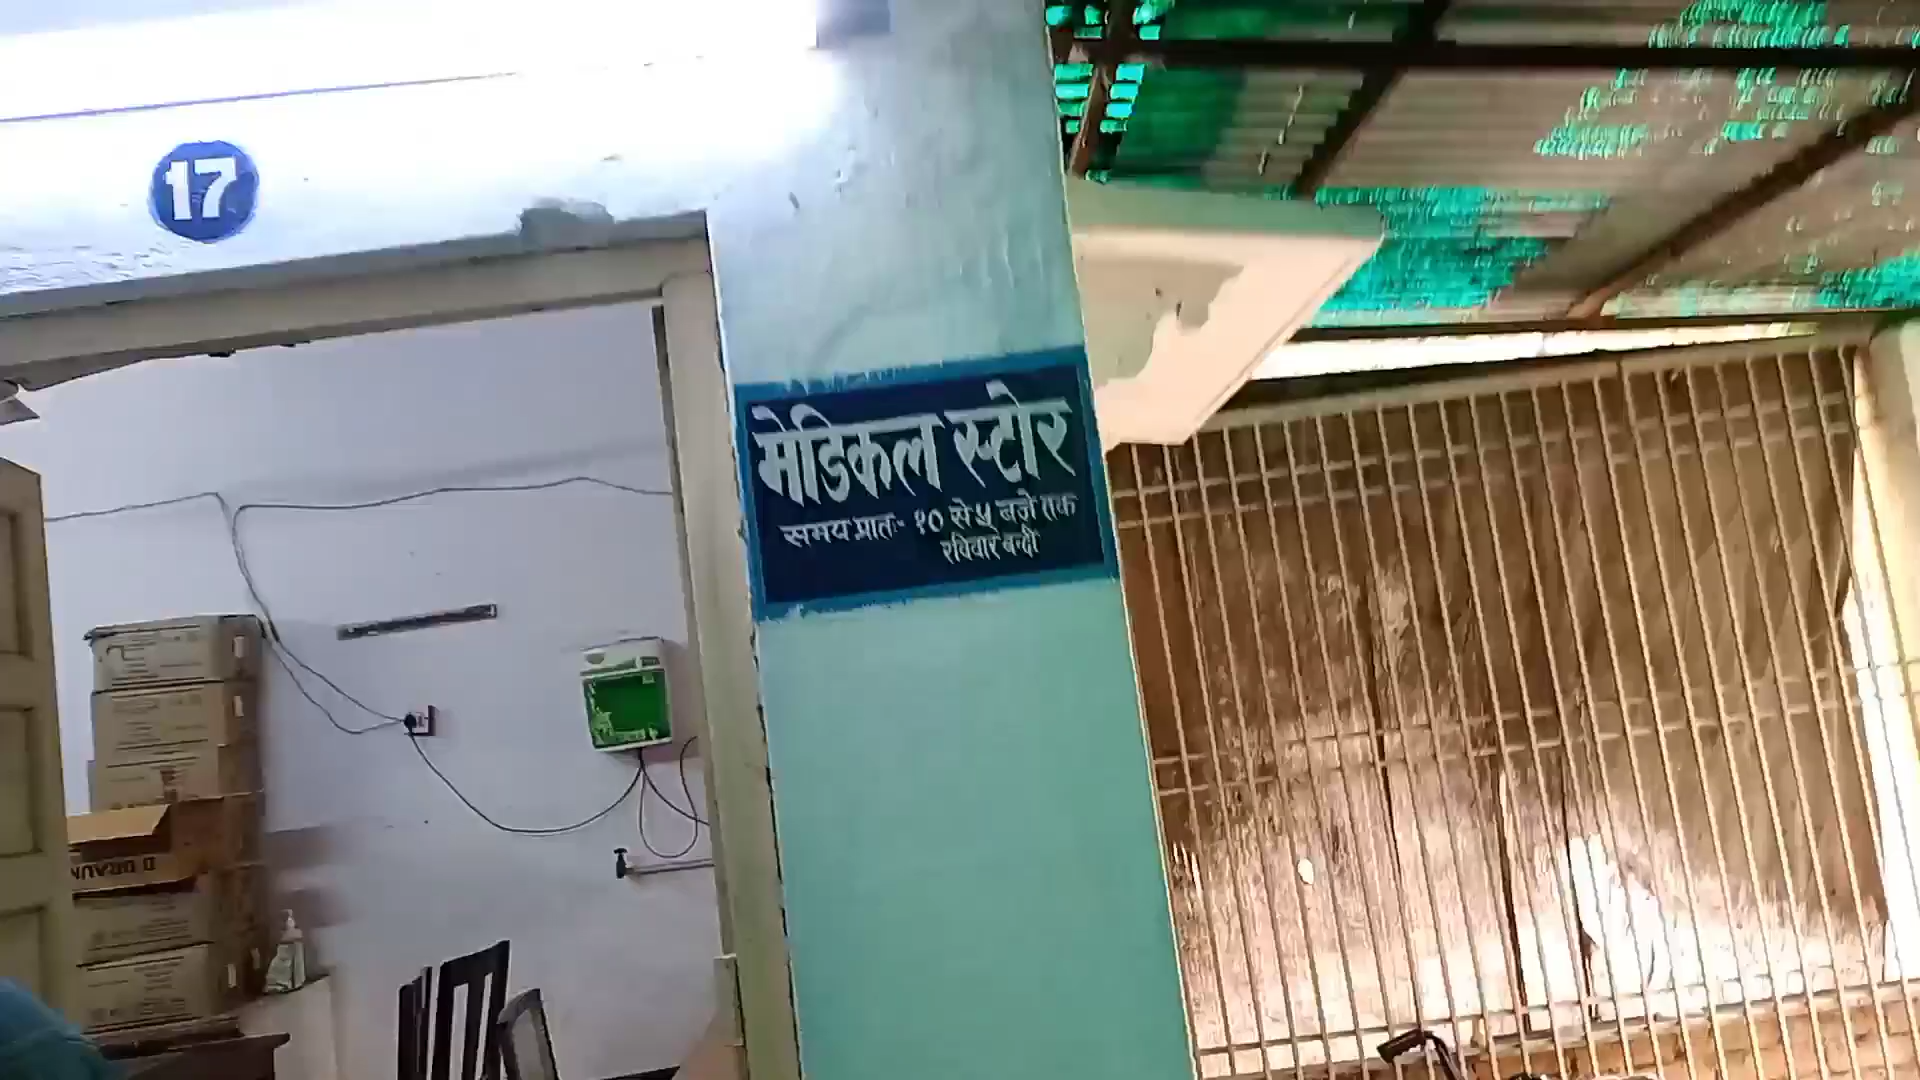 17
मेडिकल स्टोर
समय प्रातः- १० से ५ बजे तक
रविवार बन्दी